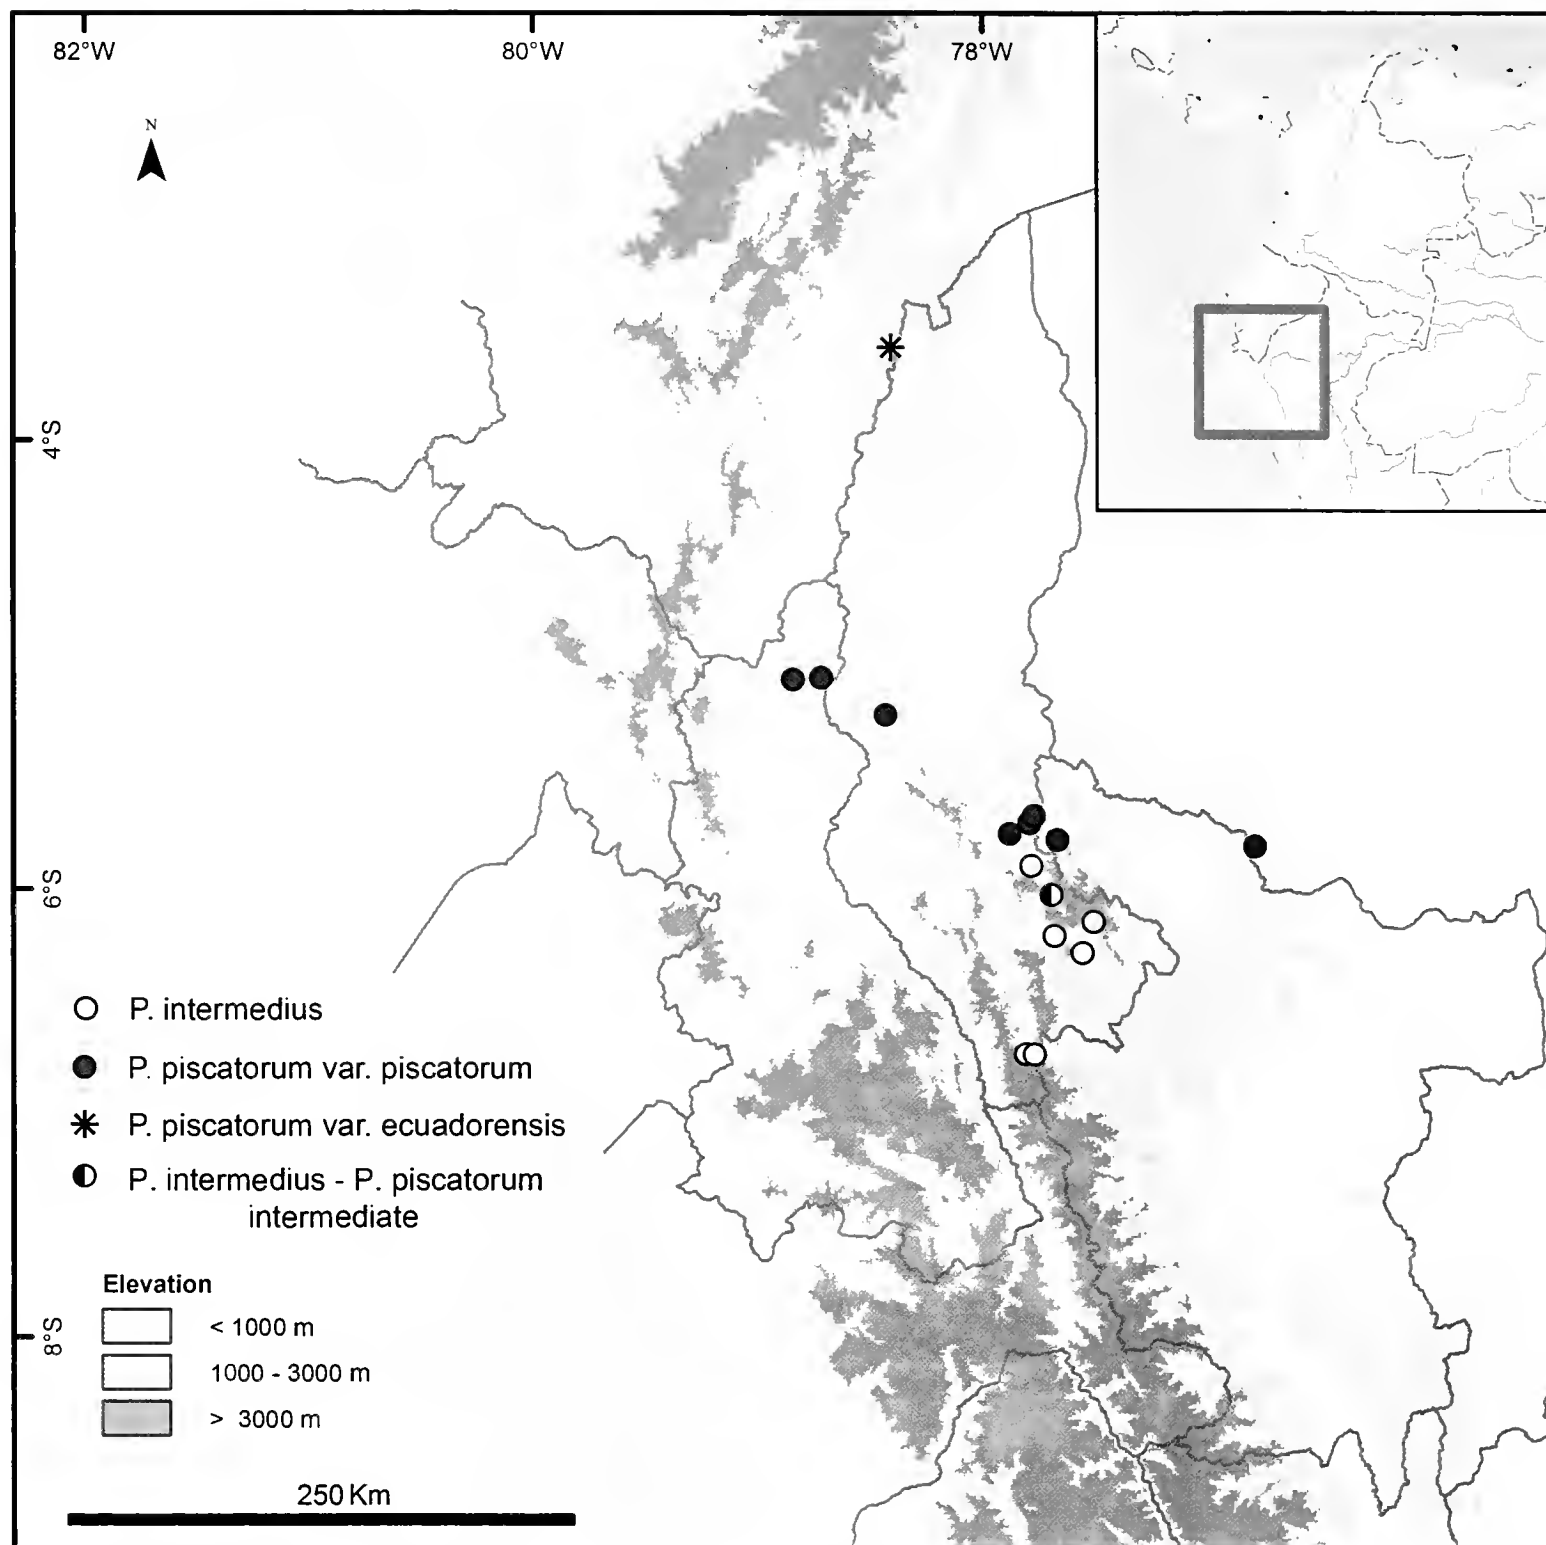 82°W
80°W
78°W
N
4°S
6°S
8°S
P. intermedius
P. piscatorum var. piscatorum
P. piscatorum var. ecuadorensis
P. intermedius - P. piscatorum
intermediate
Elevation
< 1000 m
1000 - 3000 m
> 3000 m
250 Km